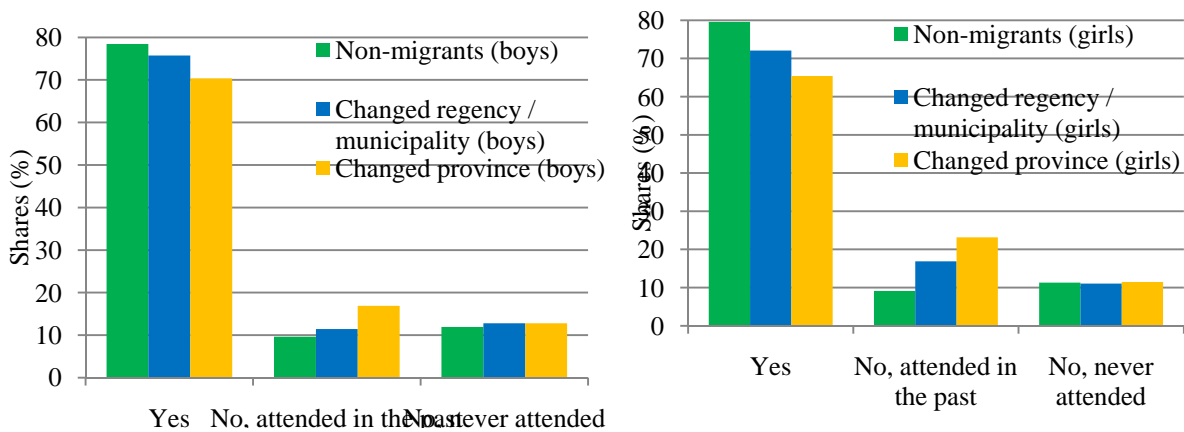 80
70
60
50
40
30
20
10
0
Shares (%)
Non-migrants (boys)
Changed regency /
municipality (boys)
Changed province (boys)
Yes
No, attended in the past
No, never attended
80
70
60
50
40
30
20
10
0
Shares (%)
Non-migrants (girls)
Changed regency /
municipality (girls)
Changed province (girls)
Yes
No, attended in
the past
No, never
attended